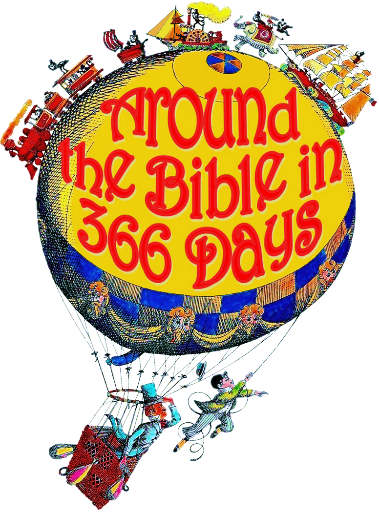 Around
the Bible in
366 Days